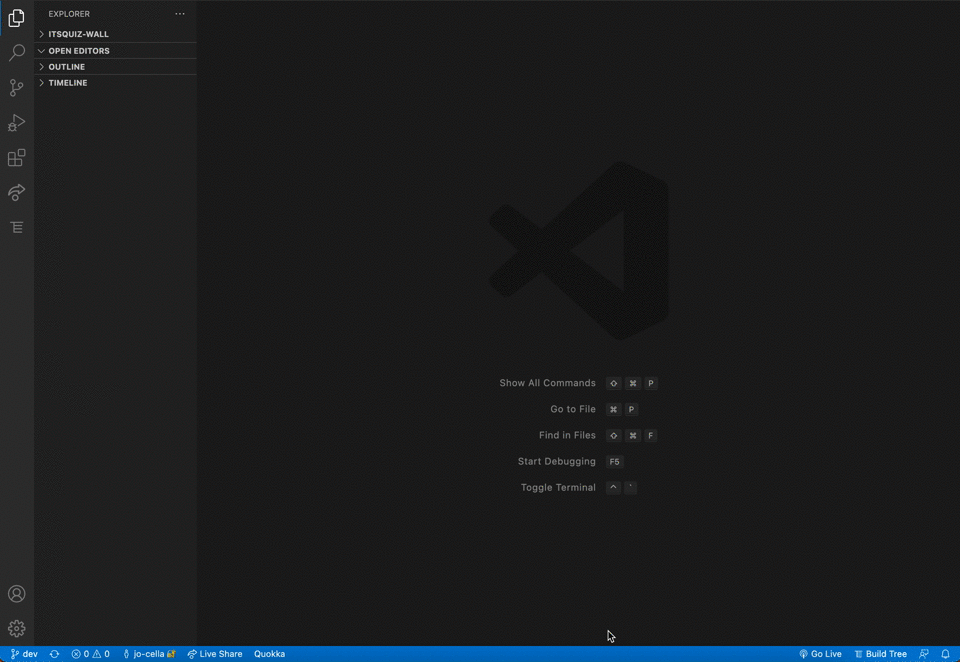 EXPLORER
ITSQUIZ-WALL
OPEN EDITORS
OUTLINE
TIMELINE
Show All Commands ⇧ ⌘ P
Go to File ⌘ P
Find in Files ⇧ ⌘ F
Start Debugging F5
Toggle Terminal ^ `
dev 0 0 jo-cella Live Share Quokka Go Live Build Tree